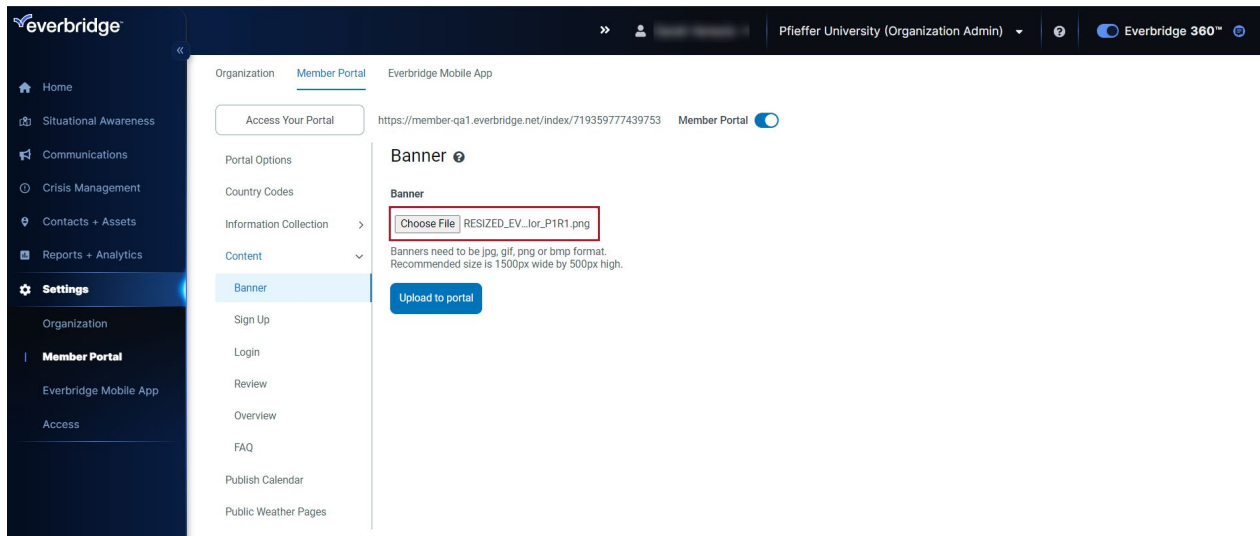 everbridge™
«
»
Pfieffer University (Organization Admin)
Everbridge 360™
Home
Situational Awareness
Communications
Crisis Management
Contacts + Assets
Reports + Analytics
Settings
Organization
Member Portal
Everbridge Mobile App
Access
Organization Member Portal Everbridge Mobile App
Access Your Portal https://member-qa1.everbridge.net/index/719359777439753 Member Portal
Portal Options
Country Codes
Information Collection
Content
Banner
Sign Up
Login
Review
Overview
FAQ
Publish Calendar
Public Weather Pages
Banner
Banner
Choose File RESIZED_EV...lor_P1R1.png
Banners need to be jpg, gif, png or bmp format.
Recommended size is 1500px wide by 500px high.
Upload to portal